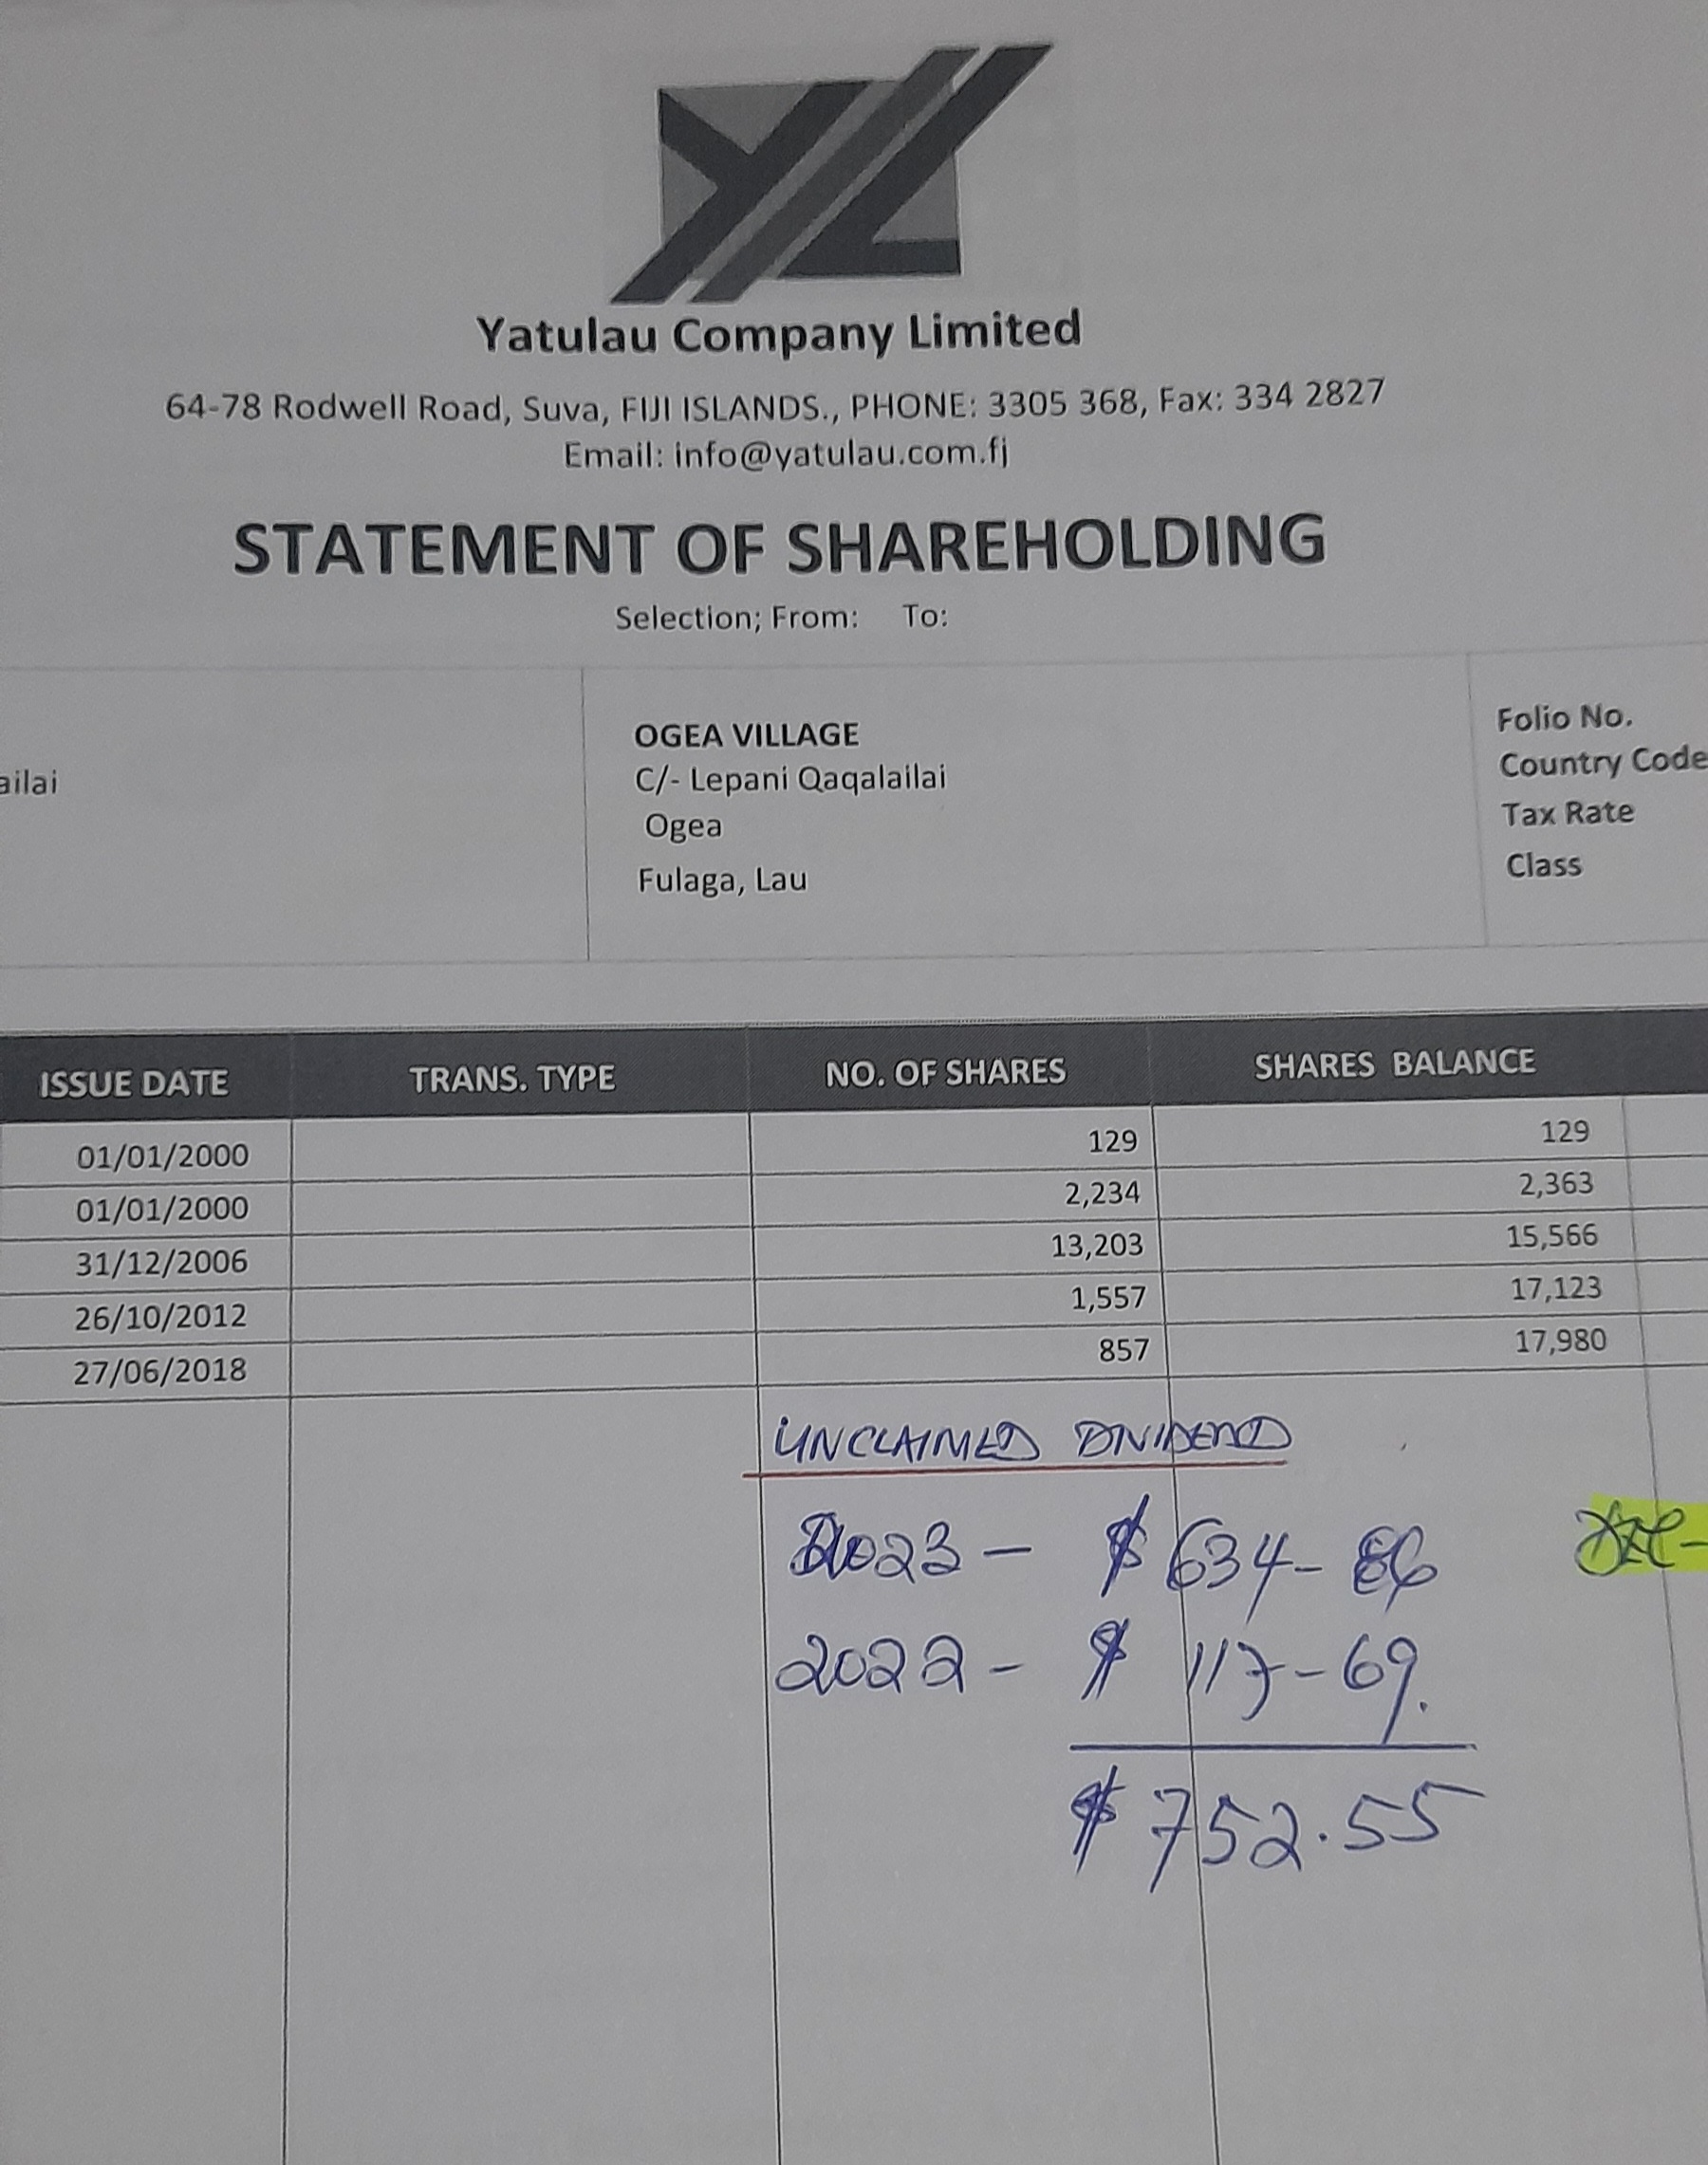 YL
Yatulau Company Limited
64-78 Rodwell Road, Suva, FIJI ISLANDS., PHONE: 3305 368, Fax: 334 2827
Email: info@yatulau.com.fj
STATEMENT OF SHAREHOLDING
Selection; From: To:
ailai
OGEA VILLAGE
C/- Lepani Qaqalailai
Ogea
Fulaga, Lau
Folio No.
Country Code
Tax Rate
Class
ISSUE DATE TRANS. TYPE NO. OF SHARES SHARES BALANCE
01/01/2000 129 129
01/01/2000 2,234 2,363
31/12/2006 13,203 15,566
26/10/2012 1,557 17,123
27/06/2018 857 17,980
UNCLAIMED DIVIDEND
2023 - $ 634-86
2022 - $ 117-69.
$752.55